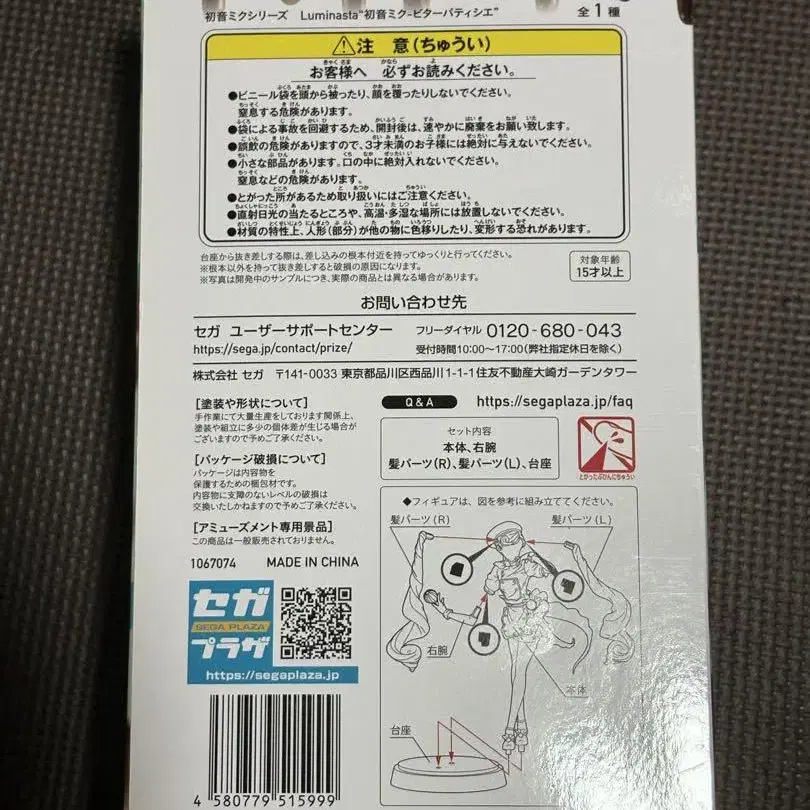 初音ミクシリーズ Luminasta“初音ミク-ビターパティシエ”
全1種
⚠注 意(ちゅうい)
お客様へ 必ずお読みください。
●ビニール袋を頭から被ったり、顔を覆ったりしないでください。
窒息する危険があります。
●袋による事故を回避するため、開封後は、速やかに廃棄をお願い致します。
●誤飲の危険がありますので、3才未満のお子様には絶対に与えないでください。
●小さな部品があります。口の中に絶対入れないでください。
窒息などの危険があります。
●とがった所があるため取り扱いにはご注意ください。
●直射日光の当たるところや、高温・多湿な場所には放置しないでください。
●材質の特性上、人形(部分)が他の物に色移りしたり、変形する恐れがあります。
台座から抜き差しする際は、差し込みの根本付近を持ってゆっくりと行ってください。
※根本以外を持って抜き差しすると破損の原因になります。
※写真は開発中のサンプルにつき、実際の商品とは異なる場合があります。
対象年齢
15才以上
お問い合わせ先
セガ ユーザーサポートセンター
フリーダイヤル 0120-680-043
https://sega.jp/contact/prize/
受付時間10:00〜17:00(弊社指定休日を除く)
株式会社 セガ 〒141-0033 東京都品川区西品川1-1-1住友不動産大崎ガーデンタワー
[塗装や形状について]
手作業にて大量生産をしております関係上、
塗装や組立に多少の個体差が生じる場合が
ございますので予めご了承ください。
[パッケージ破損について]
パッケージは内容物を
保護するための梱包材です。
内容物に支障のないレベルの破損は
交換いたしかねますので予めご了承ください。
[アミューズメント専用景品]
この商品は一般販売されておりません。
1067074 MADE IN CHINA
Q&A https://segaplaza.jp/faq
セット内容
本体、右腕
髪パーツ(R)、髪パーツ(L)、台座
とがったぶひんにちゅうい
◆フィギュアは、図を参考に組み立ててください。
髪パーツ(R)
髪パーツ(L)
右腕
本体
台座
セガ
SEGA PLAZA
プラザ
https://segaplaza.jp
4 580779 515999